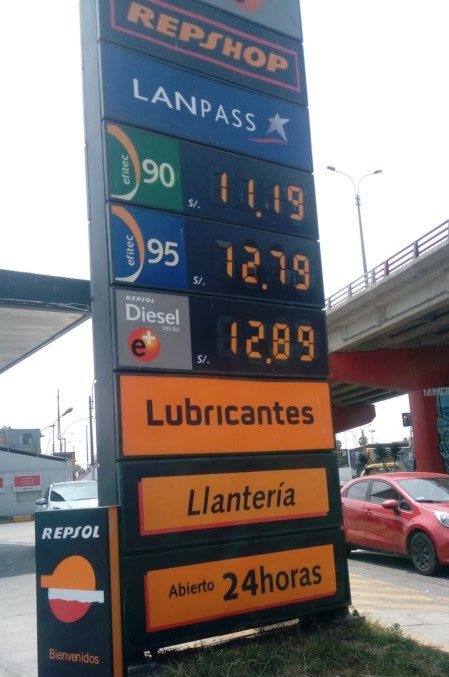 REPSHOP
LANPASS
efitec 90 S/. 11.19
efitec 95 S/. 12.79
REPSOL
Diesel
e+ S/. 12.89
Lubricantes
Llantería
Abierto 24horas
REPSOL
Bienvenidos